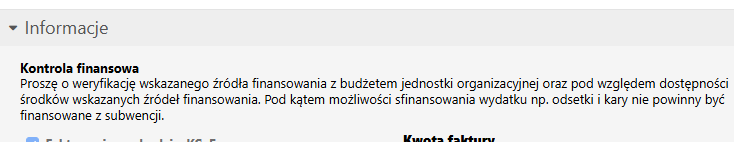 Informacje
Kontrola finansowa
Proszę o weryfikację wskazanego źródła finansowania z budżetem jednostki organizacyjnej oraz pod względem dostępności
środków wskazanych źródeł finansowania. Pod kątem możliwości sfinansowania wydatku np. odsetki i kary nie powinny być
finansowane z subwencji.
Kwota faktury